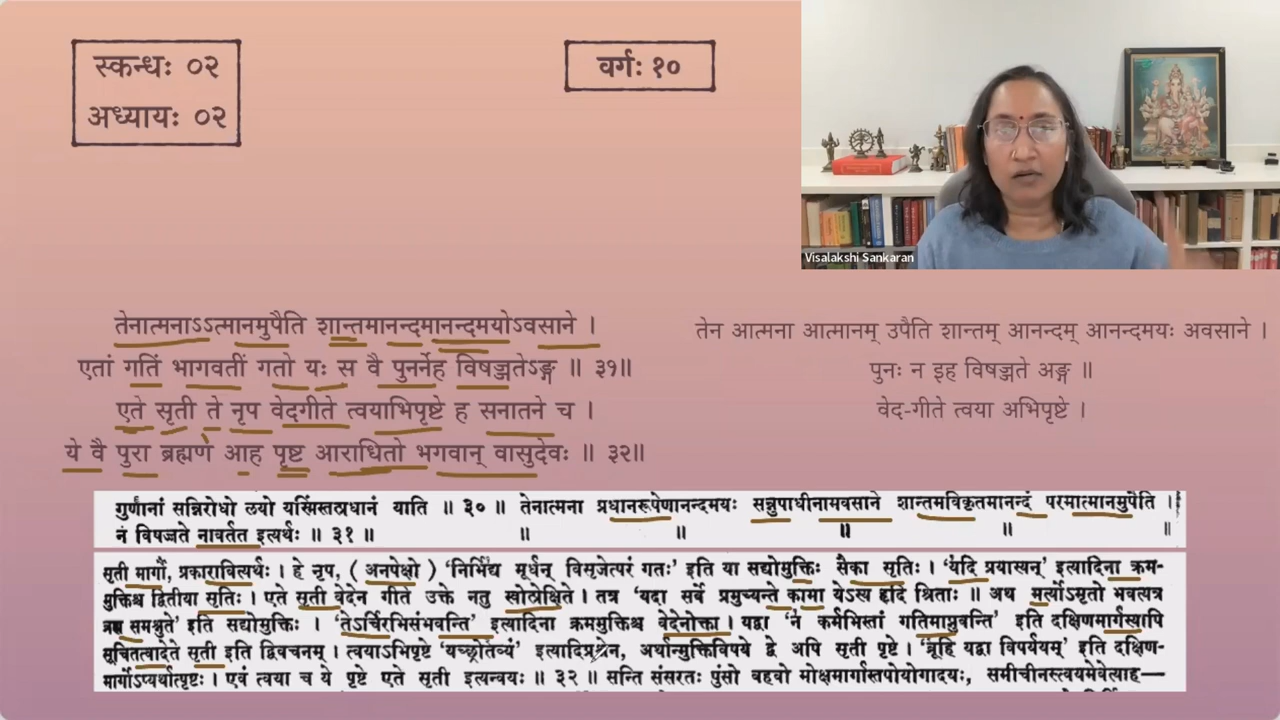 स्कन्धः ०२
अध्यायः ०२
वर्गः १०
Visalakshi Sankaran
तेनात्मनाऽऽत्मानमुपैति शान्तमानन्दमानन्दमयोऽवसाने ।
एतां गतिं भागवतीं गतो यः स वै पुनर्नेह विषज्जतेऽङ्ग ॥ ३१॥
एते सृती ते नृप वेदगीते त्वयाभिपृष्टे ह सनातने च ।
ये वै पुरा ब्रह्मण आह पृष्ट आराधितो भगवान् वासुदेवः ॥ ३२॥
तेन आत्मना आत्मानम् उपैति शान्तम् आनन्दम् आनन्दमयः अवसाने ।
पुनः न इह विषज्जते अङ्ग ॥
वेद-गीते त्वया अभिपृष्टे ।
गुणानां सन्निरोधो लयो यस्मिंस्तत्प्रधानं याति ॥ ३० ॥ तेनात्मना प्रधानरूपेणानन्दमयः सन्नुपाधीनामवसाने शान्तमविकृतमानन्दं परमात्मानमुपैति ।
नं विषज्जते नावर्तत इत्यर्थः ॥ ३१ ॥ ॥ ॥ ॥ ॥ ॥
सृती मार्गौ, प्रकारावित्यर्थः । हे नृप, ( अनपेक्षो ) 'निर्भिद्य मूर्धन् विसृजेत्परं गतः' इति या सद्योमुक्तिः सैका सृतिः । 'यदि प्रयास्यन्' इत्यादिना क्रम-
मुक्तिश्च द्वितीया सृतिः । एते सृती वेदेन गीते उक्ते नतु स्वोत्प्रेक्षिते । तत्र 'यदा सर्वे प्रमुच्यन्ते कामा येऽस्य हृदि श्रिताः ॥ अथ मर्त्योऽमृतो भवत्यत्र
ब्रह्म समश्नुते' इति सद्योमुक्तिः । 'तेऽर्चिरभिसंभवन्ति' इत्यादिना क्रममुक्तिश्च वेदेनोक्ता । यद्वा 'न कर्मभिस्तां गतिमाप्नुवन्ति' इति दक्षिणमार्गस्यापि
सूचितत्वादेते सृती इति द्विवचनम् । त्वयाऽभिपृष्टे 'यच्छ्रोतव्यं' इत्यादिप्रश्नेन, अर्थान्मुक्तिविषये द्वे अपि सृती पृष्टे । 'ब्रूहि यद्वा विपर्ययम्' इति दक्षिण-
मार्गोऽप्यर्थात्पृष्टः । एवं त्वया च ये पृष्टे एते सृती इत्यन्वयः ॥ ३२ ॥ सन्ति संसरतः पुंसो बहवो मोक्षमार्गास्तपोयोगादयः, समीचीनस्त्वयमेवेत्याह—